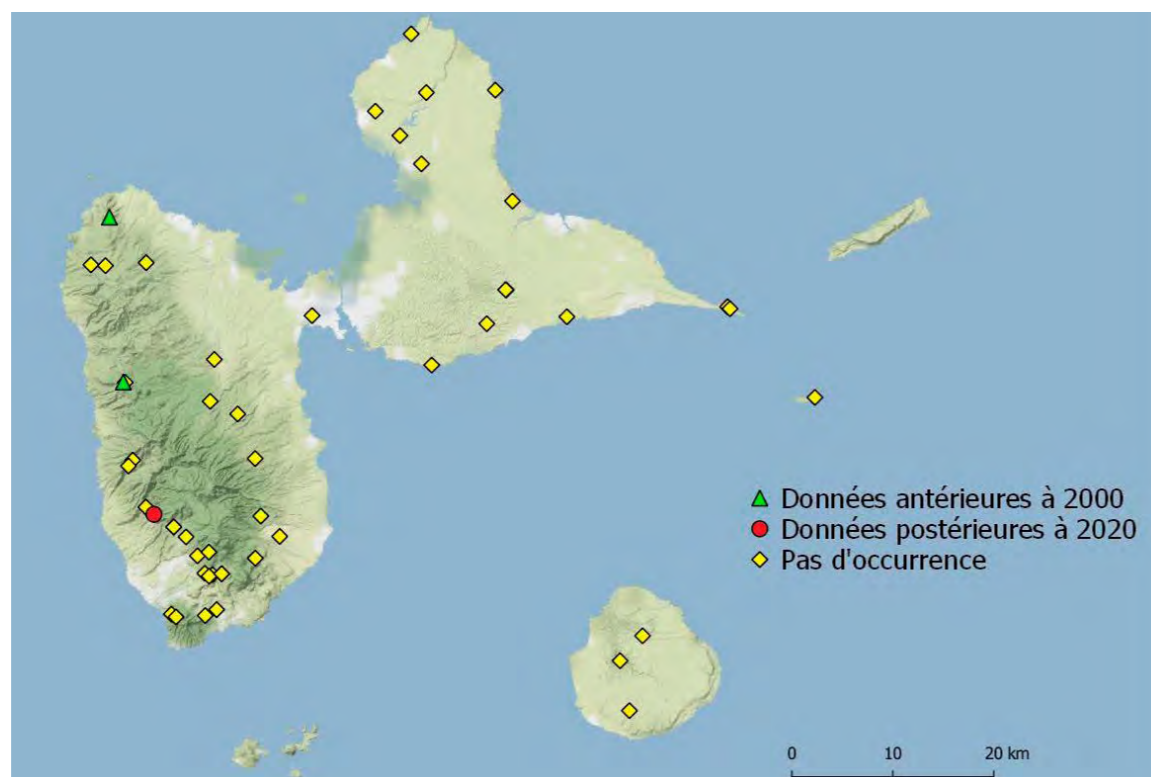 Données antérieures à 2000
Données postérieures à 2020
Pas d'occurrence
0 10 20 km